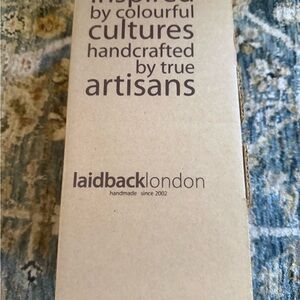 inspired
by colourful
cultures
handcrafted
by true
artisans
laidbacklondon
handmade since 2002